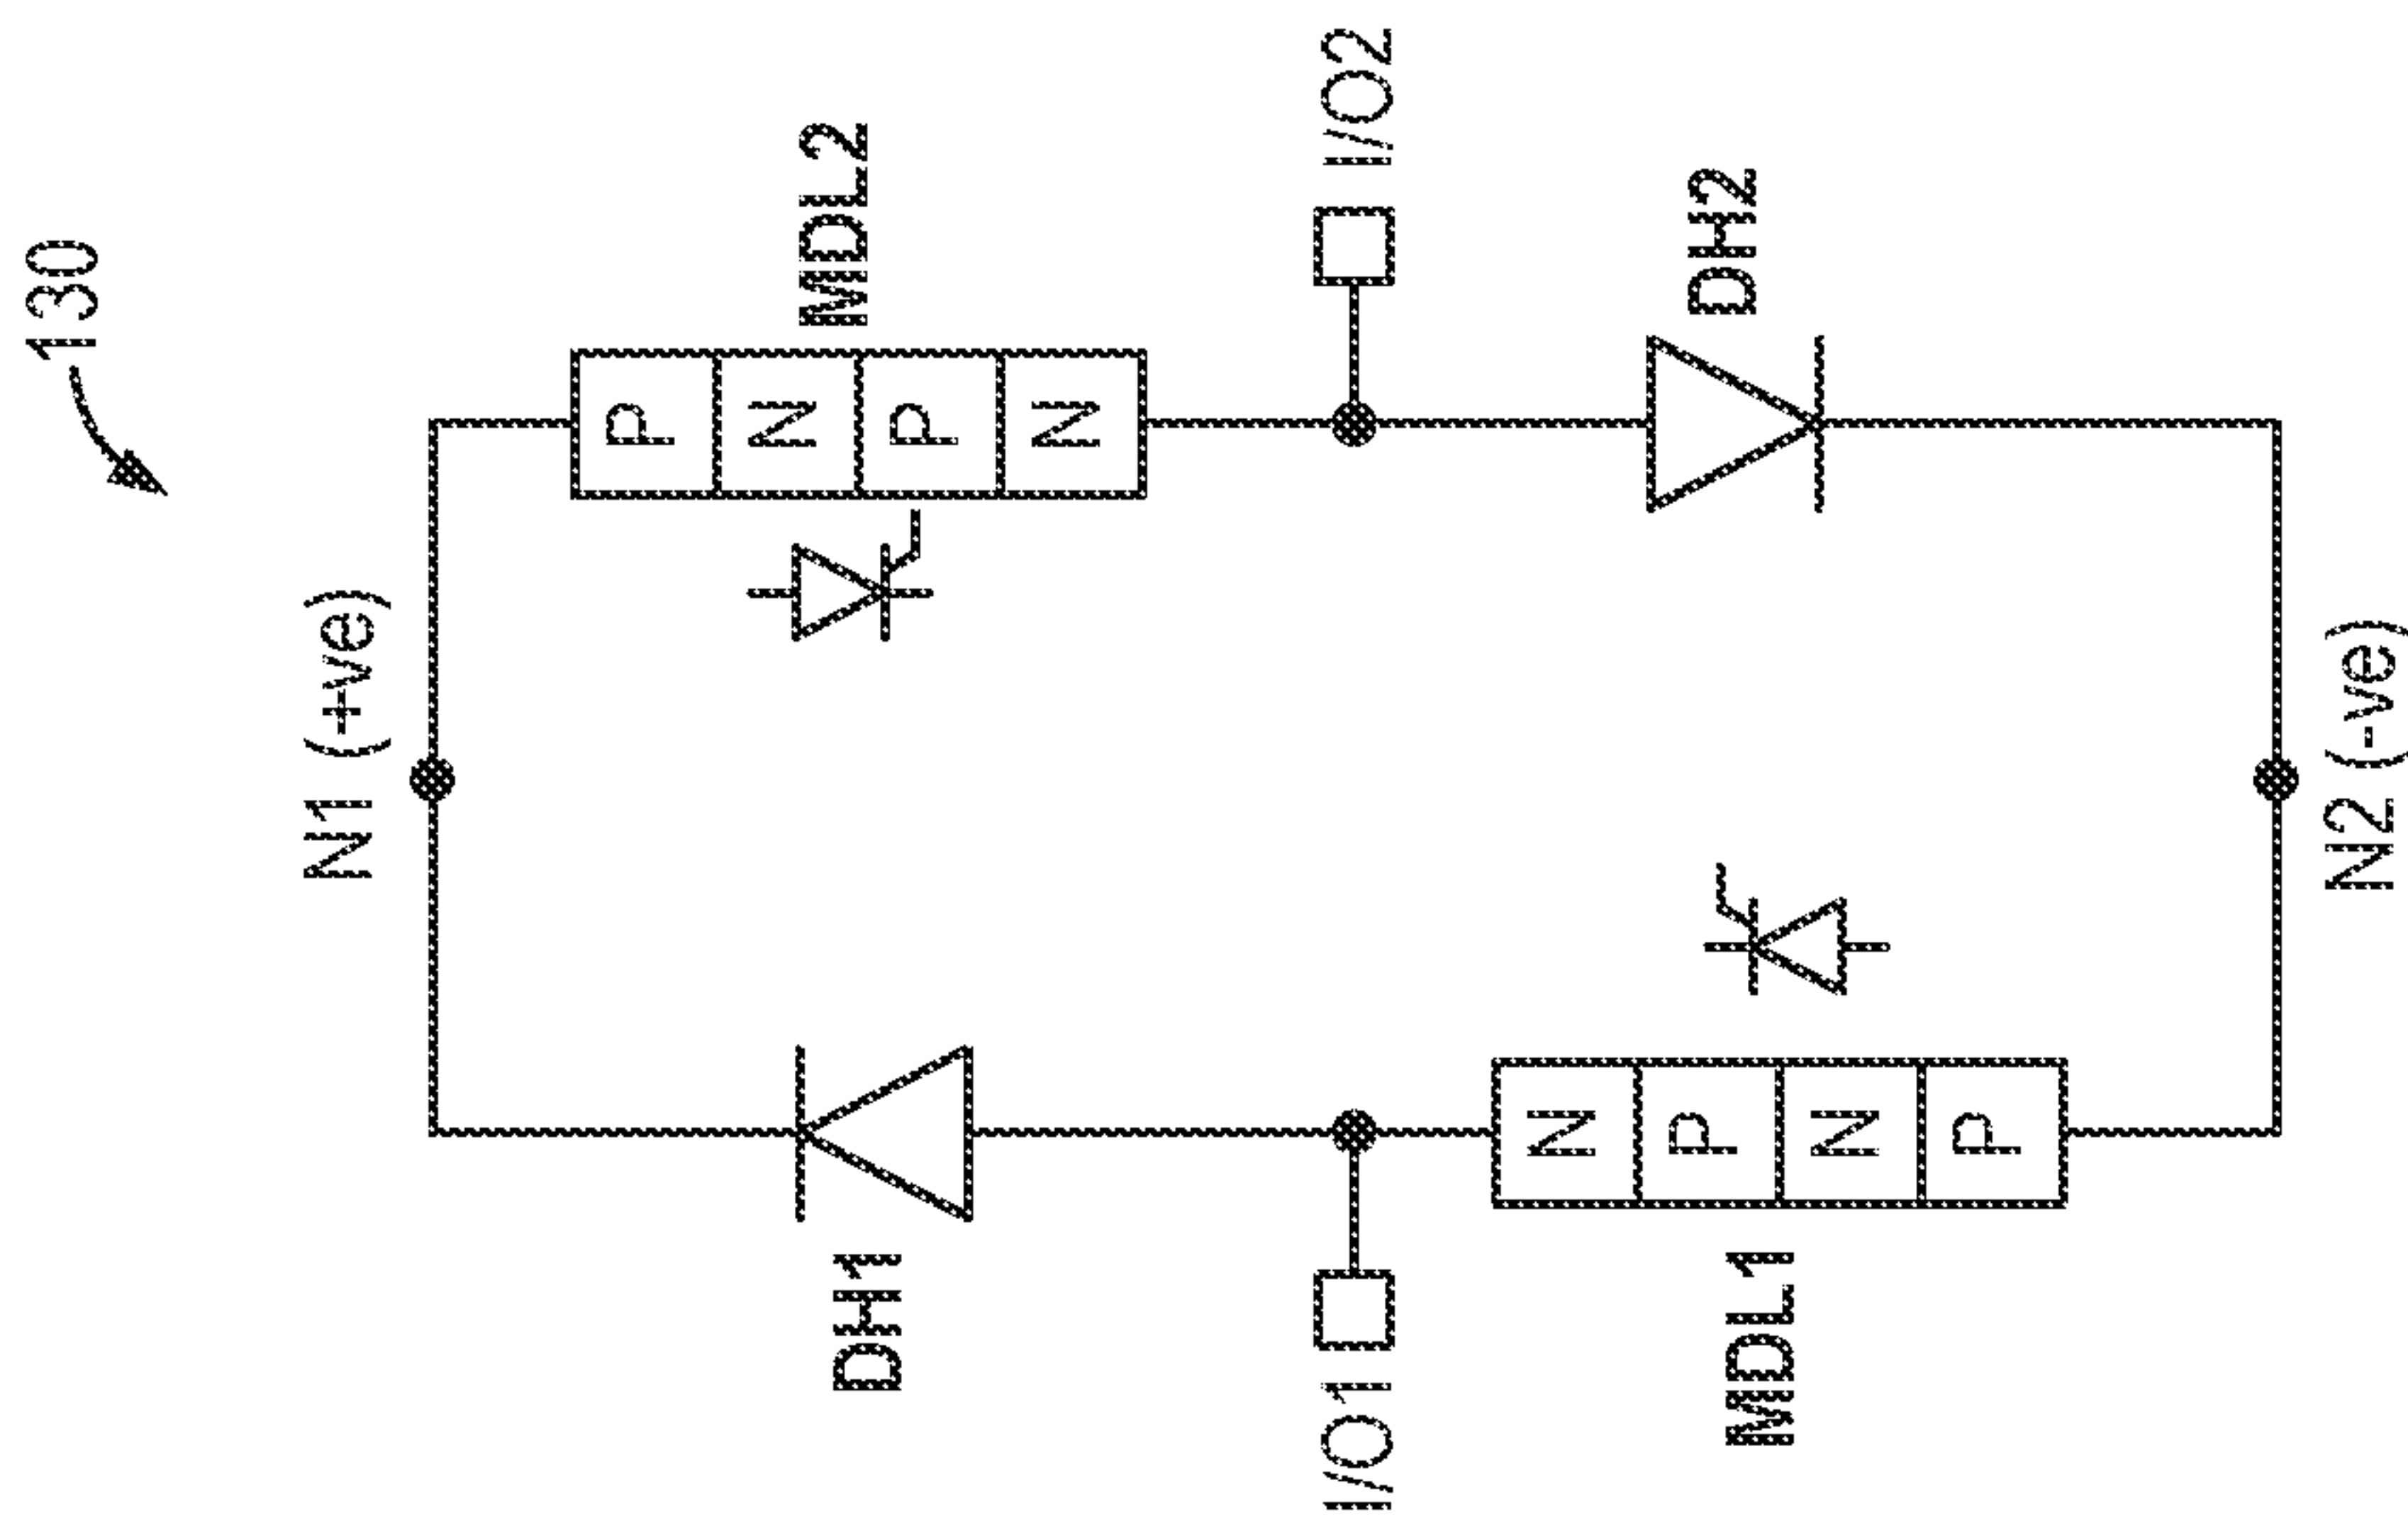 130
N1 (+ve)
DH1
MDL2
P
N
P
N
I/O1
I/O2
MDL1
N
P
N
P
DH2
N2 (-ve)